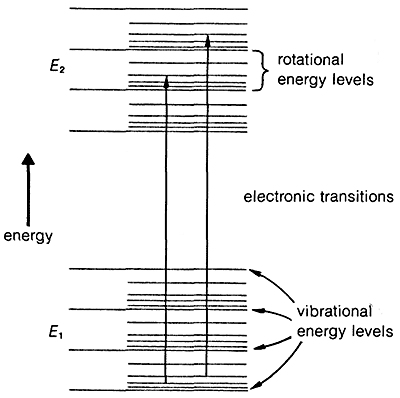 E2
rotational
energy levels
electronic transitions
energy
E1
vibrational
energy levels